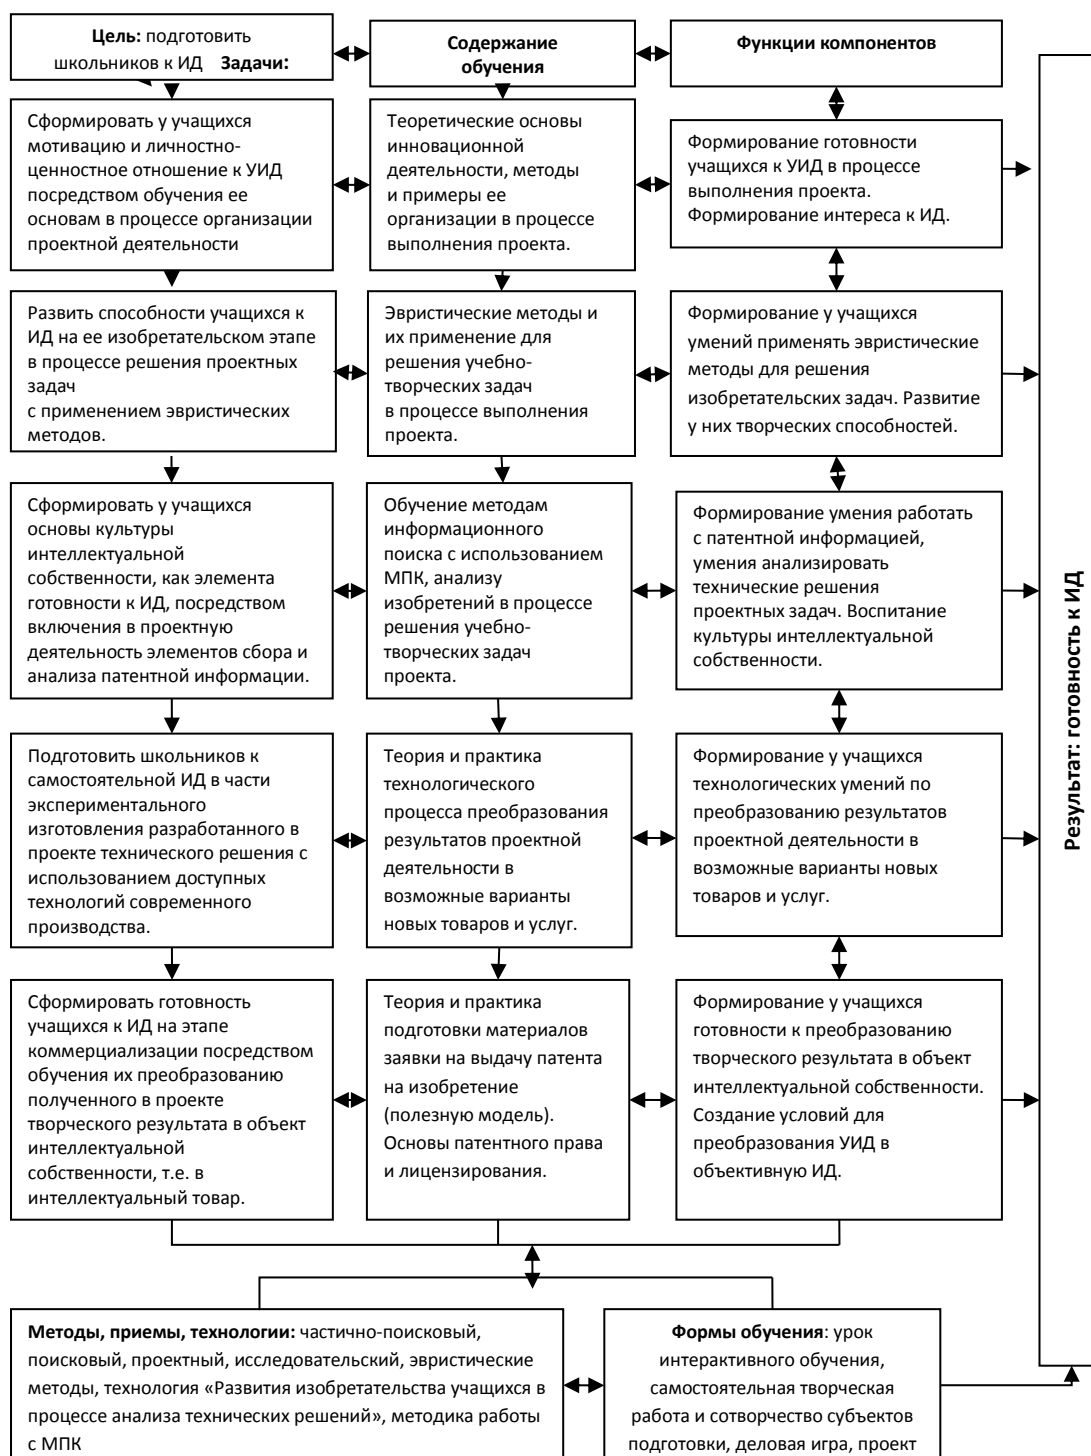 Цель: подготовить
школьников к ИД Задачи:
Содержание
обучения
Функции компонентов
Сформировать у учащихся
мотивацию и личностно-
ценностное отношение к УИД
посредством обучения ее
основам в процессе организации
проектной деятельности
Теоретические основы
инновационной
деятельности, методы
и примеры ее
организации в процессе
выполнения проекта.
Формирование готовности
учащихся к УИД в процессе
выполнения проекта.
Формирование интереса к ИД.
Развить способности учащихся к
ИД на ее изобретательском этапе
в процессе решения проектных
задач
с применением эвристических
методов.
Эвристические методы и
их применение для
решения учебно-
творческих задач
в процессе выполнения
проекта.
Формирование у учащихся
умений применять эвристические
методы для решения
изобретательских задач. Развитие
у них творческих способностей.
Сформировать у учащихся
основы культуры
интеллектуальной
собственности, как элемента
готовности к ИД, посредством
включения в проектную
деятельность элементов сбора и
анализа патентной информации.
Обучение методам
информационного
поиска с использованием
МПК, анализу
изобретений в процессе
решения учебно-
творческих задач
проекта.
Формирование умения работать
с патентной информацией,
умения анализировать
технические решения
проектных задач. Воспитание
культуры интеллектуальной
собственности.
Подготовить школьников к
самостоятельной ИД в части
экспериментального
изготовления разработанного в
проекте технического решения с
использованием доступных
технологий современного
производства.
Теория и практика
технологического
процесса преобразования
результатов проектной
деятельности в
возможные варианты
новых товаров и услуг.
Формирование у учащихся
технологических умений по
преобразованию результатов
проектной деятельности в
возможные варианты новых
товаров и услуг.
Сформировать готовность
учащихся к ИД на этапе
коммерциализации посредством
обучения их преобразованию
полученного в проекте
творческого результата в объект
интеллектуальной
собственности, т.е. в
интеллектуальный товар.
Теория и практика
подготовки материалов
заявки на выдачу патента
на изобретение
(полезную модель).
Основы патентного права
и лицензирования.
Формирование у учащихся
готовности к преобразованию
творческого результата в объект
интеллектуальной собственности.
Создание условий для
преобразования УИД в
объективную ИД.
Результат: готовность к ИД
Методы, приемы, технологии: частично-поисковый,
поисковый, проектный, исследовательский, эвристические
методы, технология «Развития изобретательства учащихся в
процессе анализа технических решений», методика работы
с МПК
Формы обучения: урок
интерактивного обучения,
самостоятельная творческая
работа и сотворчество субъектов
подготовки, деловая игра, проект